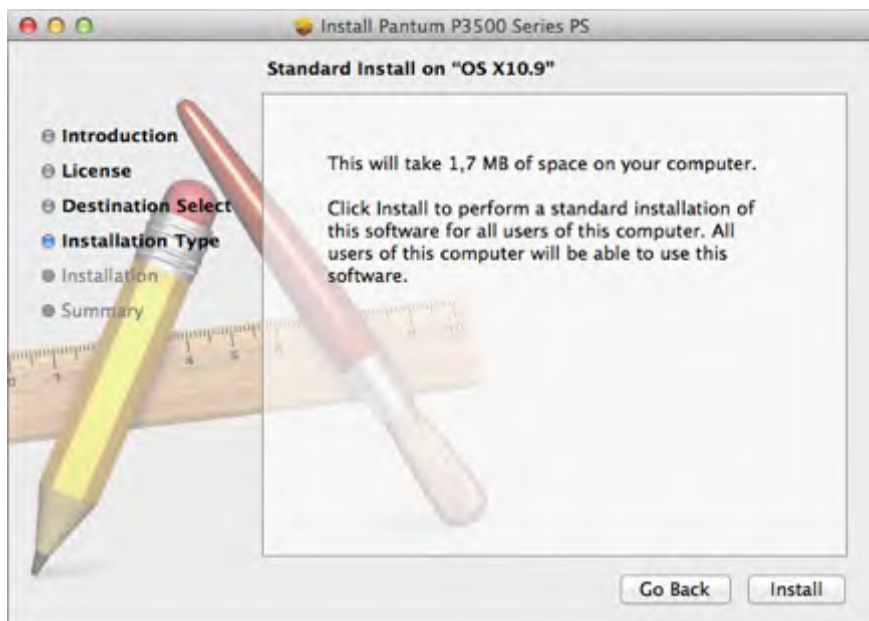 Install Pantum P3500 Series PS
Standard Install on "OS X10.9"
Introduction
License
Destination Select
Installation Type
Installation
Summary
This will take 1,7 MB of space on your computer.
Click Install to perform a standard installation of
this software for all users of this computer. All
users of this computer will be able to use this
software.
Go Back
Install